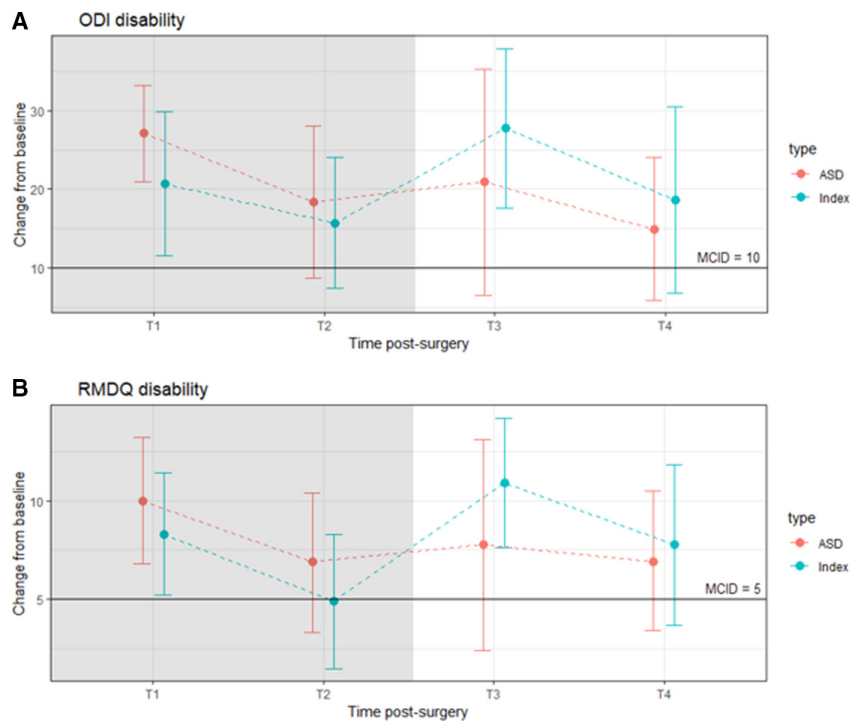 A
ODI disability
Change from baseline
30
20
10
MCID = 10
T1 T2 T3 T4
Time post-surgery
type
ASD
Index
B
RMDQ disability
Change from baseline
10
5
MCID = 5
T1 T2 T3 T4
Time post-surgery
type
ASD
Index